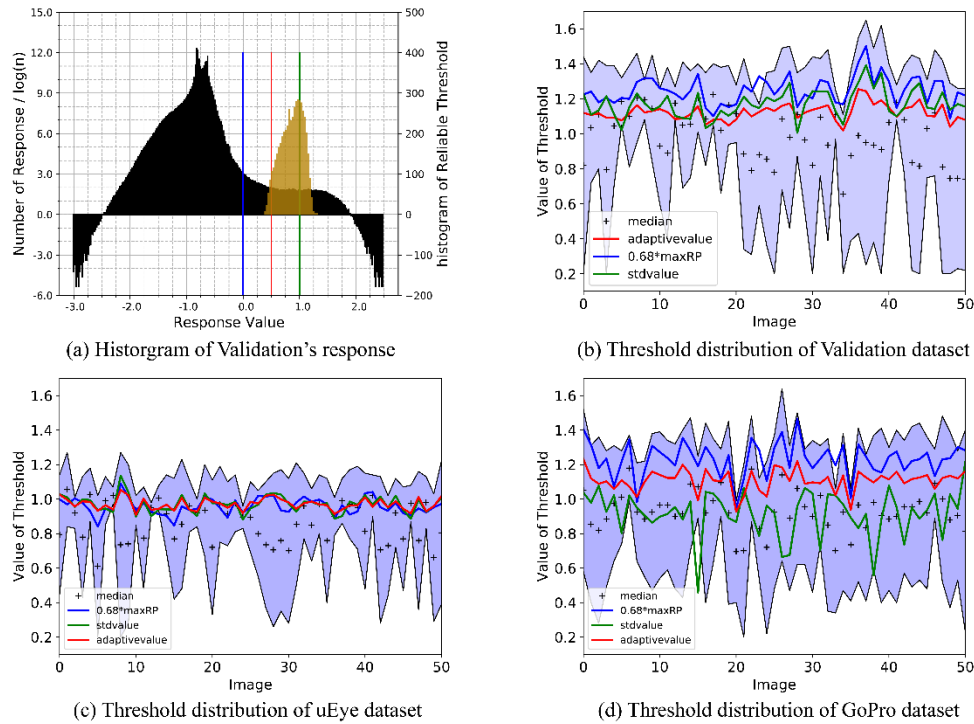 15.0
12.0
9.0
6.0
3.0
0.0
-3.0
-6.0
Number of Response / log(n)
500
400
300
200
100
0
-100
-200
histogram of Reliable Threshold
-3.0 -2.0 -1.0 0.0 1.0 2.0
Response Value
(a) Historgram of Validation's response
1.6
1.4
1.2
1.0
0.8
0.6
0.4
0.2
Value of Threshold
median
adaptivevalue
0.68*maxRP
stdvalue
0 10 20 30 40 50
Image
(b) Threshold distribution of Validation dataset
1.6
1.4
1.2
1.0
0.8
0.6
0.4
0.2
Value of Threshold
median
0.68*maxRP
stdvalue
adaptivevalue
0 10 20 30 40 50
Image
(c) Threshold distribution of uEye dataset
1.6
1.4
1.2
1.0
0.8
0.6
0.4
0.2
Value of Threshold
median
0.68*maxRP
stdvalue
adaptivevalue
0 10 20 30 40 50
Image
(d) Threshold distribution of GoPro dataset